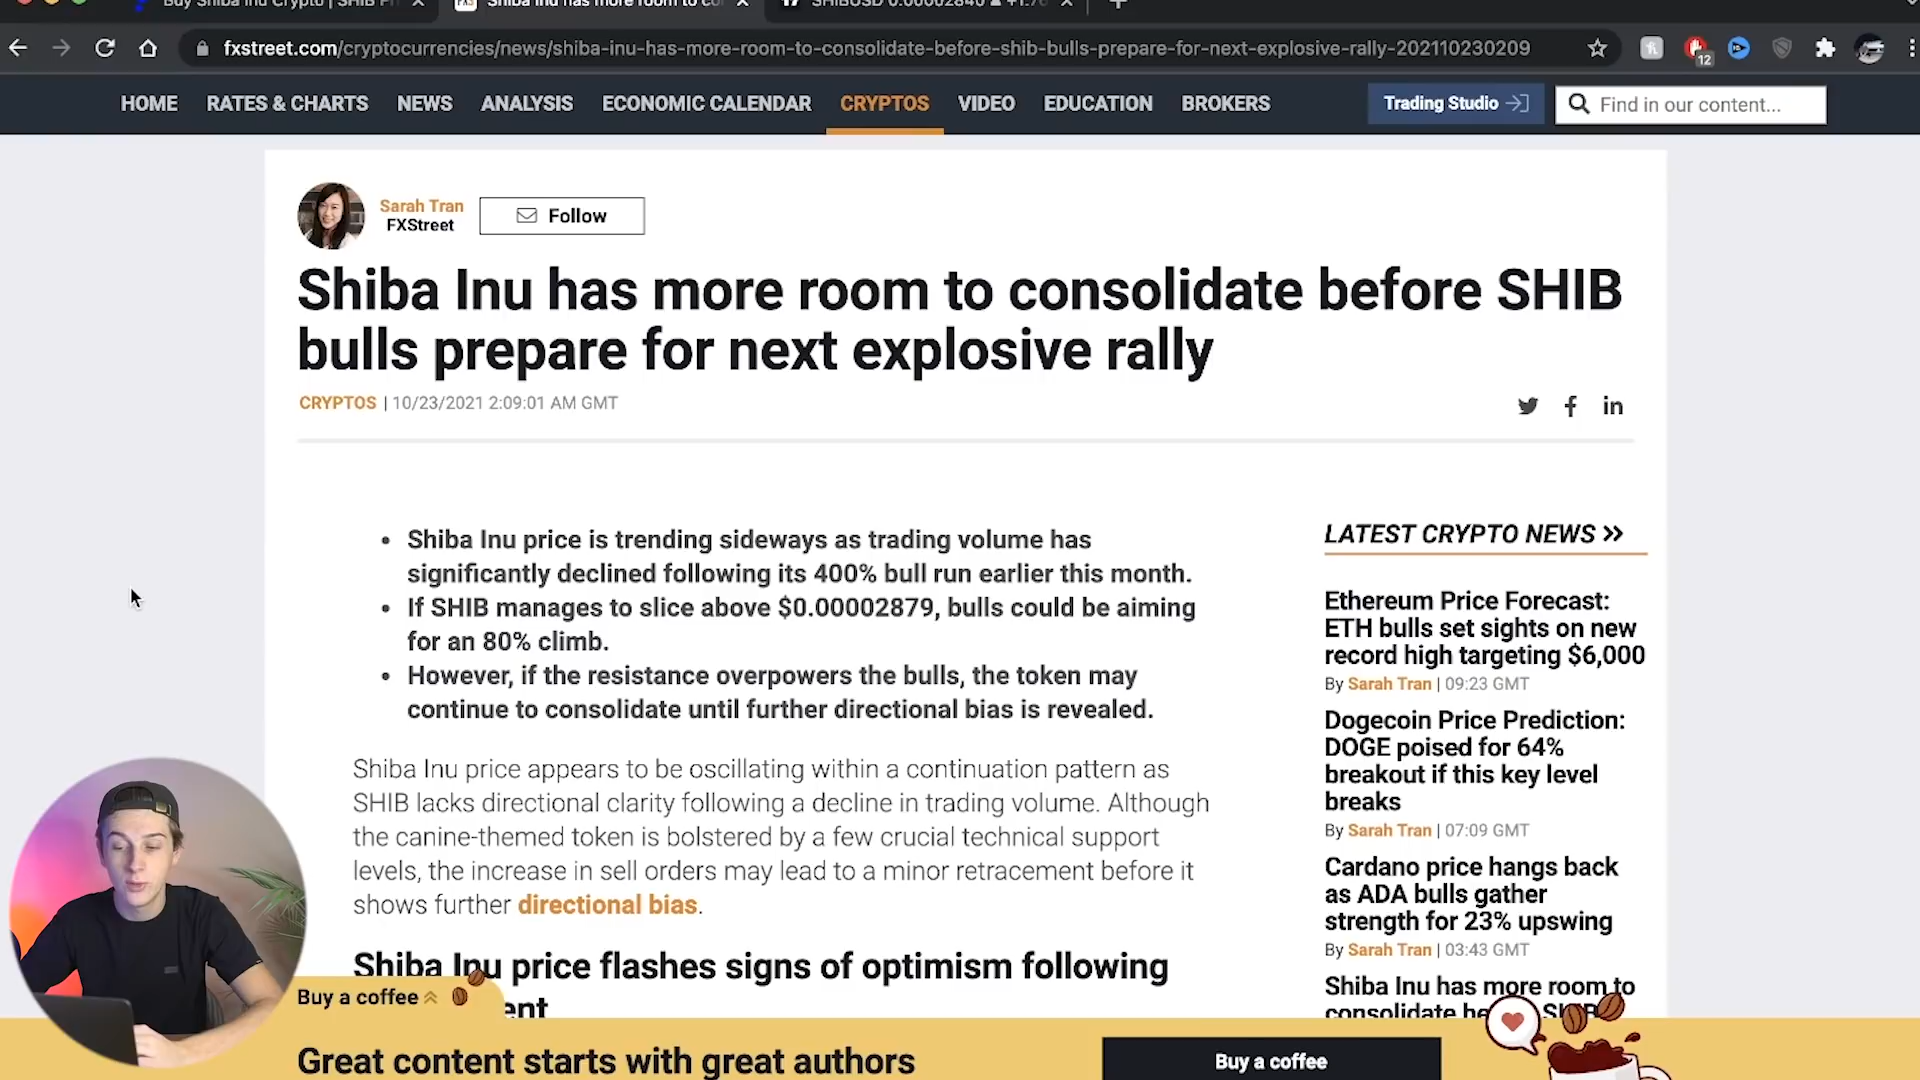 Buy Shiba Inu Crypto | SHIB
Shiba Inu has more room to co
SHIBUSD 0.00002840 ▲ +1.76
fxstreet.com/cryptocurrencies/news/shiba-inu-has-more-room-to-consolidate-before-shib-bulls-prepare-for-next-explosive-rally-202110230209
12
HOME RATES & CHARTS NEWS ANALYSIS ECONOMIC CALENDAR CRYPTOS VIDEO EDUCATION BROKERS Trading Studio Find in our content...
Sarah Tran
FXStreet
Follow
Shiba Inu has more room to consolidate before SHIB
bulls prepare for next explosive rally
CRYPTOS | 10/23/2021 2:09:01 AM GMT
• Shiba Inu price is trending sideways as trading volume has
significantly declined following its 400% bull run earlier this month.
• If SHIB manages to slice above $0.00002879, bulls could be aiming
for an 80% climb.
• However, if the resistance overpowers the bulls, the token may
continue to consolidate until further directional bias is revealed.
Shiba Inu price appears to be oscillating within a continuation pattern as
SHIB lacks directional clarity following a decline in trading volume. Although
the canine-themed token is bolstered by a few crucial technical support
levels, the increase in sell orders may lead to a minor retracement before it
shows further directional bias.
Shiba Inu price flashes signs of optimism following
ent
LATEST CRYPTO NEWS >>
Ethereum Price Forecast:
ETH bulls set sights on new
record high targeting $6,000
By Sarah Tran | 09:23 GMT
Dogecoin Price Prediction:
DOGE poised for 64%
breakout if this key level
breaks
By Sarah Tran | 07:09 GMT
Cardano price hangs back
as ADA bulls gather
strength for 23% upswing
By Sarah Tran | 03:43 GMT
Shiba Inu has more room to
consolidate be
Buy a coffee
Great content starts with great authors
Buy a coffee